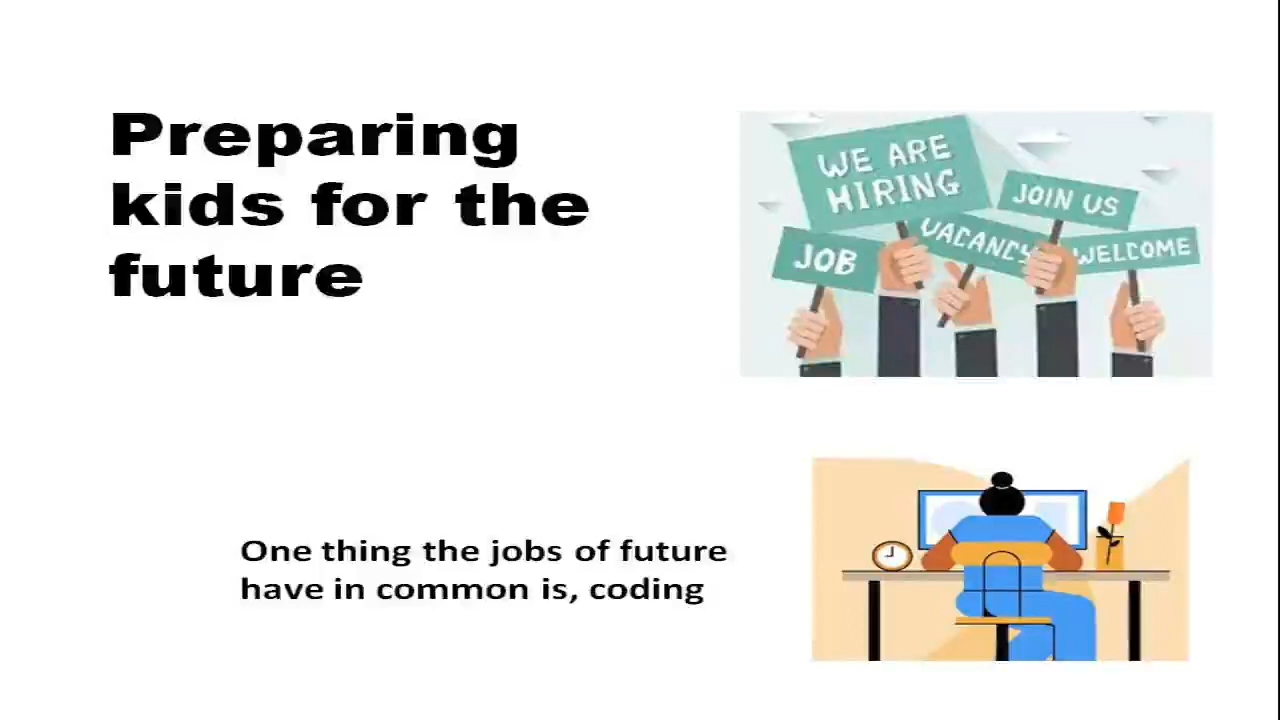 Preparing
kids for the
future
WE ARE
HIRING
JOIN US
VACANCY
WELCOME
JOB
One thing the jobs of future
have in common is, coding